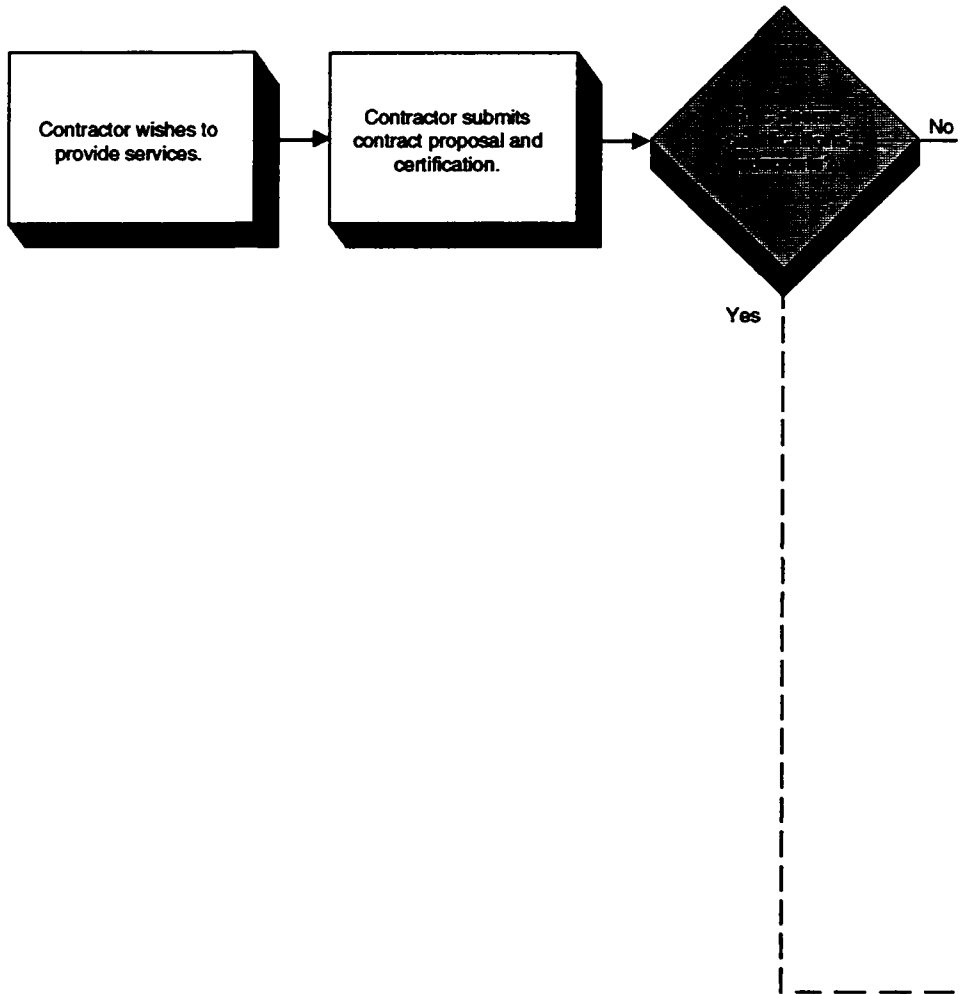 Contractor wishes to
provide services.
Contractor submits
contract proposal and
certification.
No
Yes